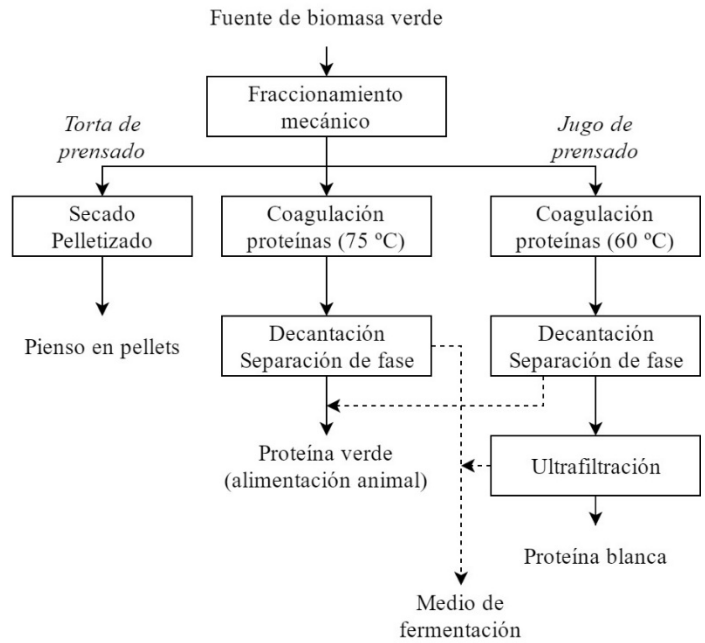 Fuente de biomasa verde
Fraccionamiento
mecánico
Torta de
prensado
Jugo de
prensado
Secado
Pelletizado
Coagulación
proteínas (75 ºC)
Coagulación
proteínas (60 ºC)
Pienso en pellets
Decantación
Separación de fase
Decantación
Separación de fase
Proteína verde
(alimentación animal)
Ultrafiltración
Proteína blanca
Medio de
fermentación